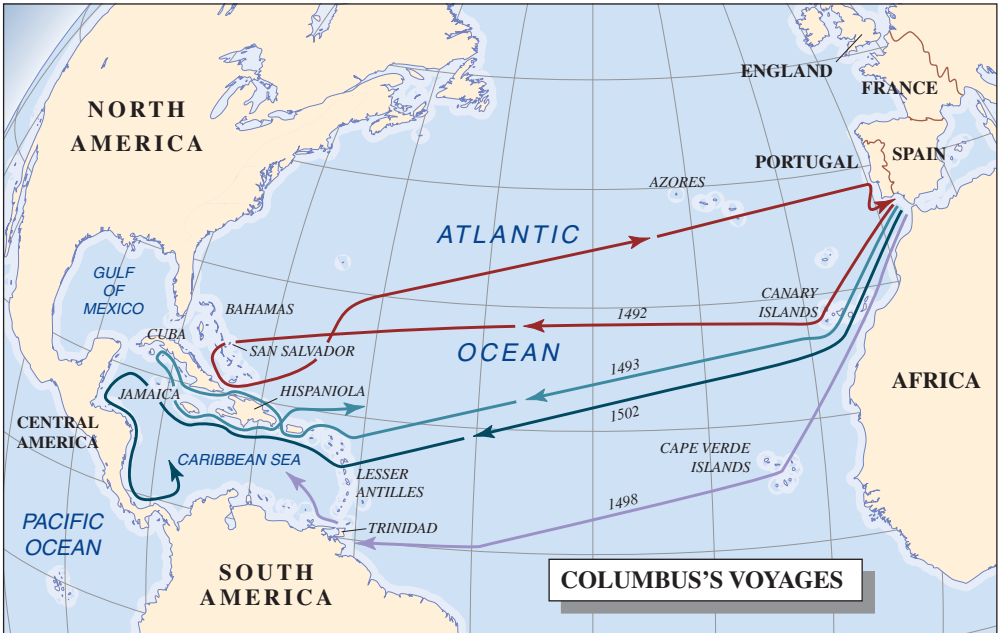 ENGLAND
FRANCE
NORTH
AMERICA
PORTUGAL
SPAIN
AZORES
ATLANTIC
GULF
OF
MEXICO
CANARY
ISLANDS
BAHAMAS
1492
CUBA
SAN SALVADOR
OCEAN
1493
HISPANIOLA
JAMAICA
AFRICA
1502
CENTRAL
AMERICA
CARIBBEAN SEA
CAPE VERDE
ISLANDS
LESSER
ANTILLES
1498
PACIFIC
OCEAN
TRINIDAD
SOUTH
AMERICA
COLUMBUS'S VOYAGES